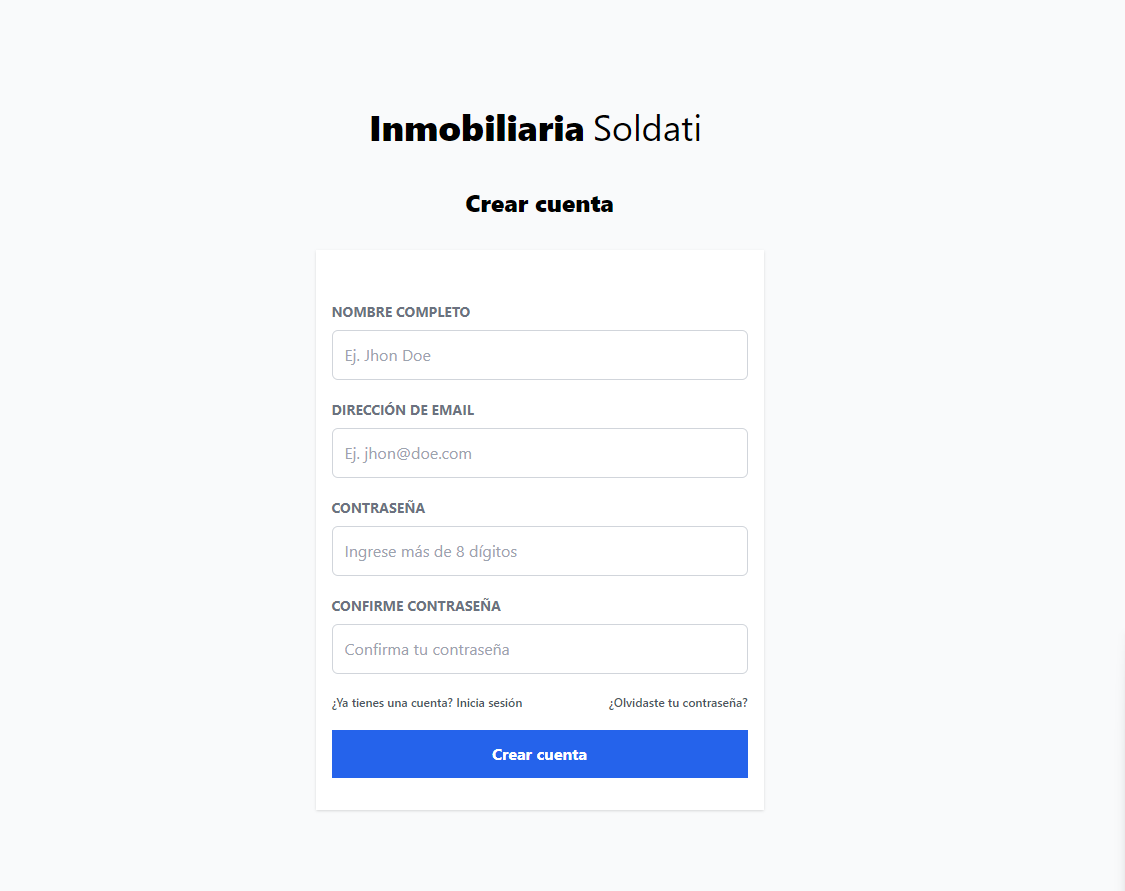 Inmobiliaria Soldati
Crear cuenta
NOMBRE COMPLETO
Ej. Jhon Doe
DIRECCIÓN DE EMAIL
Ej. jhon@doe.com
CONTRASEÑA
Ingrese más de 8 dígitos
CONFIRME CONTRASEÑA
Confirma tu contraseña
¿Ya tienes una cuenta? Inicia sesión ¿Olvidaste tu contraseña?
Crear cuenta